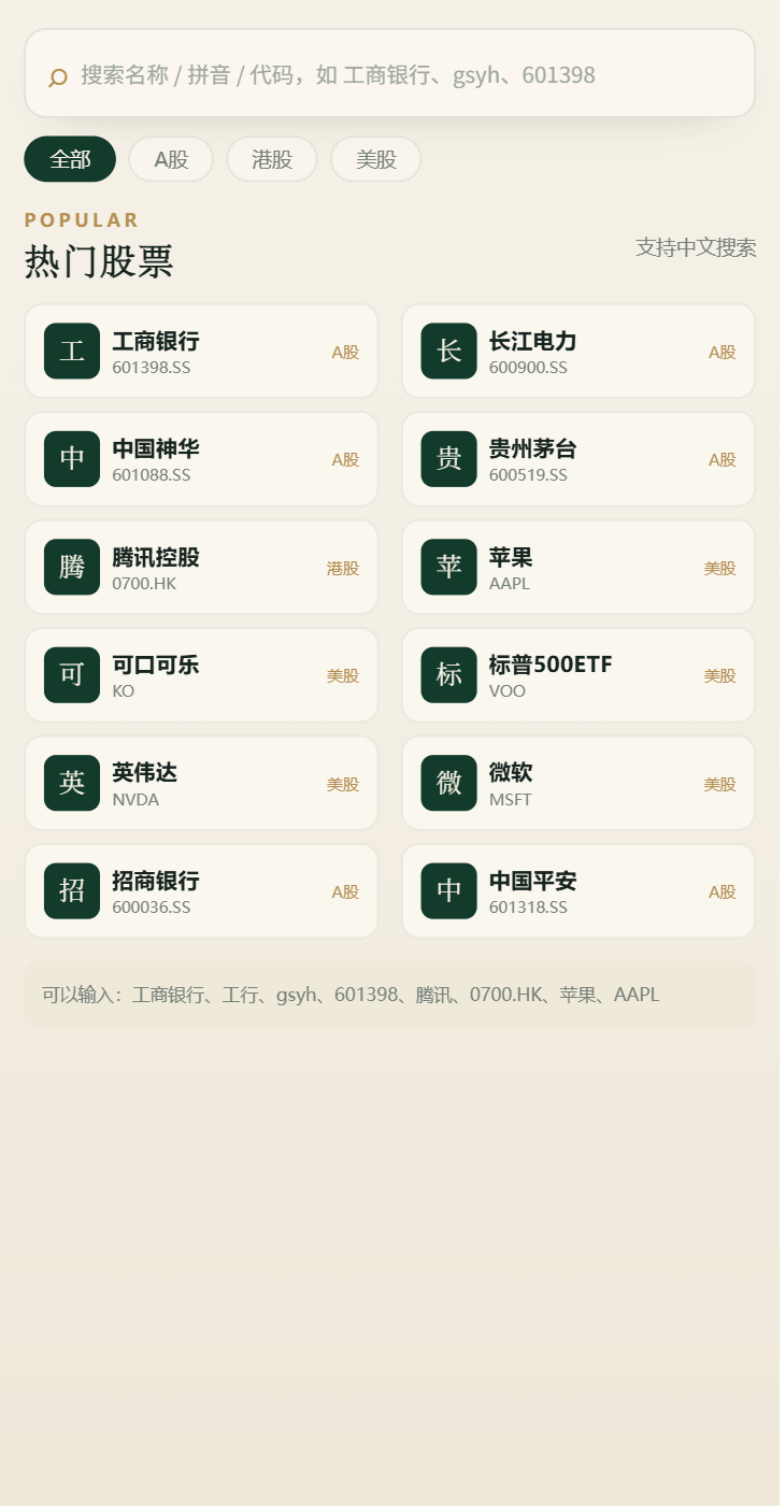 搜索名称 / 拼音 / 代码，如 工商银行、gsyh、601398
全部 A股 港股 美股
POPULAR
热门股票
支持中文搜索
工 工商银行 601398.SS A股
长 长江电力 600900.SS A股
中 中国神华 601088.SS A股
贵 贵州茅台 600519.SS A股
腾 腾讯控股 0700.HK 港股
苹 苹果 AAPL 美股
可 可口可乐 KO 美股
标 标普500ETF VOO 美股
英 英伟达 NVDA 美股
微 微软 MSFT 美股
招 招商银行 600036.SS A股
中 中国平安 601318.SS A股
可以输入：工商银行、工行、gsyh、601398、腾讯、0700.HK、苹果、AAPL